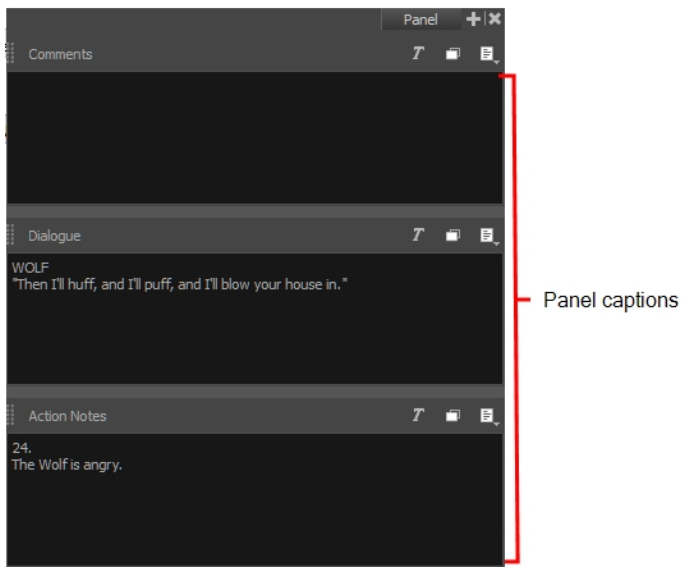 Panel
Comments
T
Dialogue
T
WOLF
"Then I'll huff, and I'll puff, and I'll blow your house in."
Panel captions
Action Notes
T
24.
The Wolf is angry.